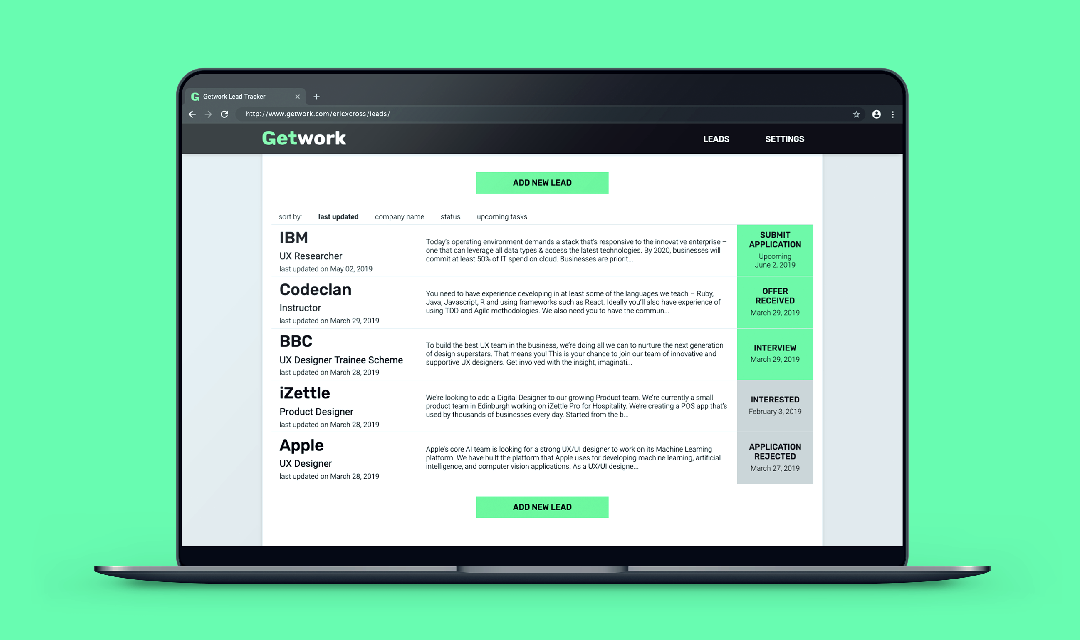 Getwork Lead Tracker
http://www.getwork.com/ericxcross/leads/
Getwork
LEADS
SETTINGS
ADD NEW LEAD
sort by: last updated company name status upcoming tasks
IBM
UX Researcher
last updated on May 02, 2019
Today's operating environment demands a stack that's responsive to the innovative enterprise –
one that can leverage all data types & access the latest technologies. By 2020, businesses will
commit at least 50% of IT spend on cloud. Businesses are priorit...
SUBMIT
APPLICATION
Upcoming
June 2, 2019
Codeclan
Instructor
last updated on March 29, 2019
You need to have experience developing in at least some of the languages we teach – Ruby,
Java, Javascript, R and using frameworks such as React. Ideally you'll also have experience of
using TDD and Agile methodologies. We also need you to have the commun...
OFFER
RECEIVED
March 29, 2019
BBC
UX Designer Trainee Scheme
last updated on March 28, 2019
To build the best UX team in the business, we're doing all we can to nurture the next generation
of design superstars. That means you! This is your chance to join our team of innovative and
supportive UX designers. Get involved with the insight, imaginati...
INTERVIEW
March 29, 2019
iZettle
Product Designer
last updated on March 28, 2019
We're looking to add a Digital Designer to our growing Product team. We're currently a small
product team in Edinburgh working on iZettle Pro for Hospitality. We're creating a POS app that's
used by thousands of businesses every day. Started from the b...
INTERESTED
February 3, 2019
Apple
UX Designer
last updated on March 28, 2019
Apple's core AI team is looking for a strong UX/UI designer to work on its Machine Learning
platform. We have built the platform that Apple uses for developing machine learning, artificial
intelligence, and computer vision applications. As a UX/UI designe...
APPLICATION
REJECTED
March 27, 2019
ADD NEW LEAD